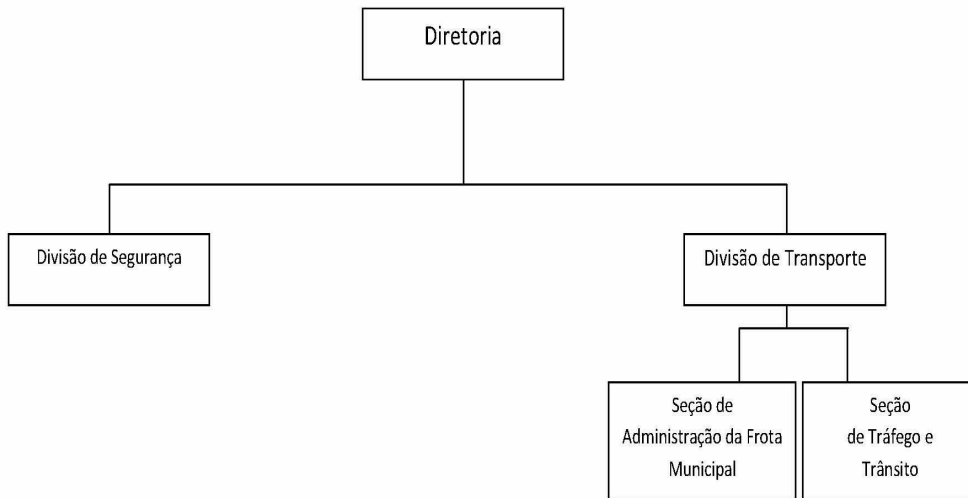 Diretoria
Divisão de Segurança
Divisão de Transporte
Seção de
Administração da Frota
Municipal
Seção
de Tráfego e
Trânsito